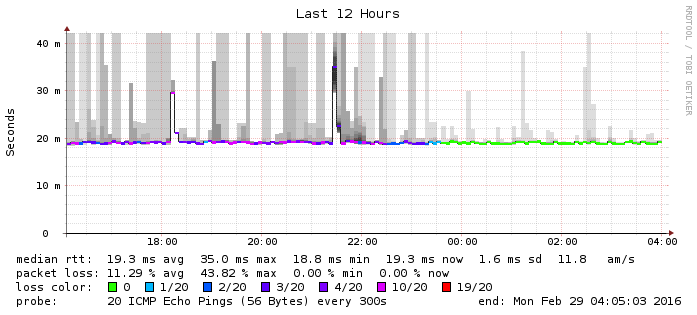 Last 12 Hours
RRDTOOL / TOBI OETIKER
Seconds
40 m
30 m
20 m
10 m
0
18:00 20:00 22:00 00:00 02:00 04:00
median rtt: 19.3 ms avg 35.0 ms max 18.8 ms min 19.3 ms now 1.6 ms sd 11.8 am/s
packet loss: 11.29 % avg 43.82 % max 0.00 % min 0.00 % now
loss color: 0 1/20 2/20 3/20 4/20 10/20 19/20
probe: 20 ICMP Echo Pings (56 Bytes) every 300s end: Mon Feb 29 04:05:03 2016